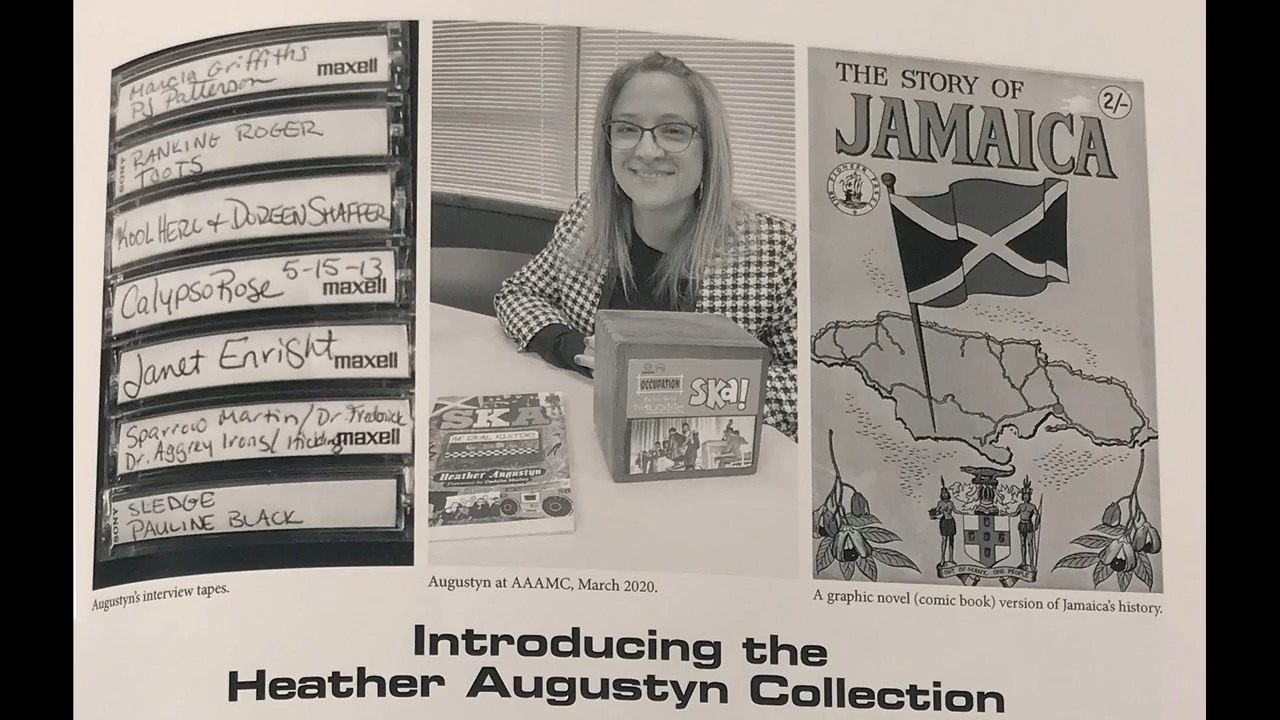 Marcia Griffiths
PJ Patterson
maxell
SONY
RANKING ROGER
TOOTS
KOOL HERC & DOREEN SHAFFER
Calypso Rose 5-15-13
maxell
Janet Enright
maxell
Sparrow Martin/Dr. Frederick
Dr. Aggrey Irons/Hickling
maxell
SONY
SLEDGE
PAULINE BLACK
Augustyn's interview tapes.
OCCUPATION
SKA!
SKA
AN ORAL HISTORY
Heather Augustyn
Augustyn at AAAMC, March 2020.
THE STORY OF
JAMAICA
2/-
OUT OF MANY, ONE PEOPLE
A graphic novel (comic book) version of Jamaica's history.
Introducing the
Heather Augustyn Collection